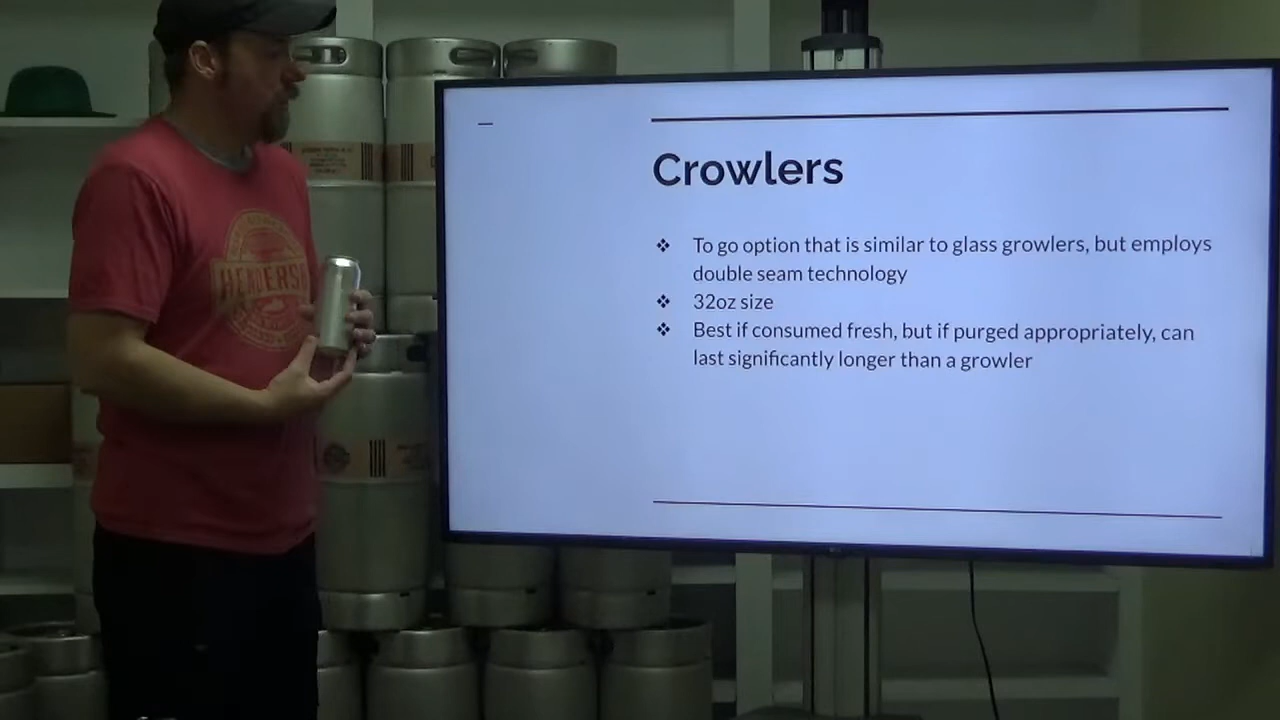 Crowlers
❖ To go option that is similar to glass growlers, but employs
double seam technology
❖ 32oz size
❖ Best if consumed fresh, but if purged appropriately, can
last significantly longer than a growler